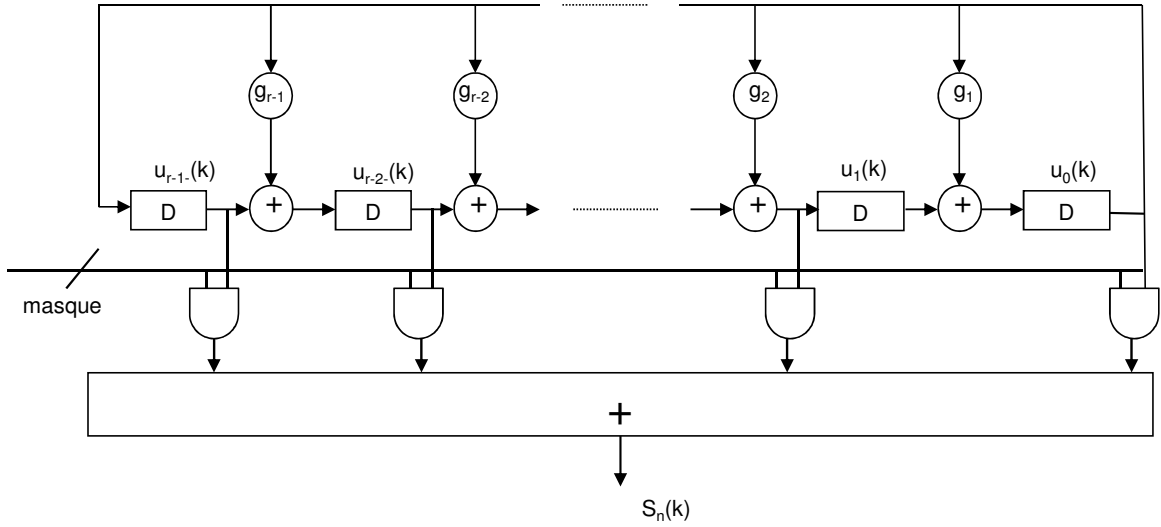 g_{r-1} g_{r-2} g_2 g_1
u_{r-1-}(k) u_{r-2-}(k) u_1(k) u_0(k)
D + D + + D + D
masque
+
S_n(k)